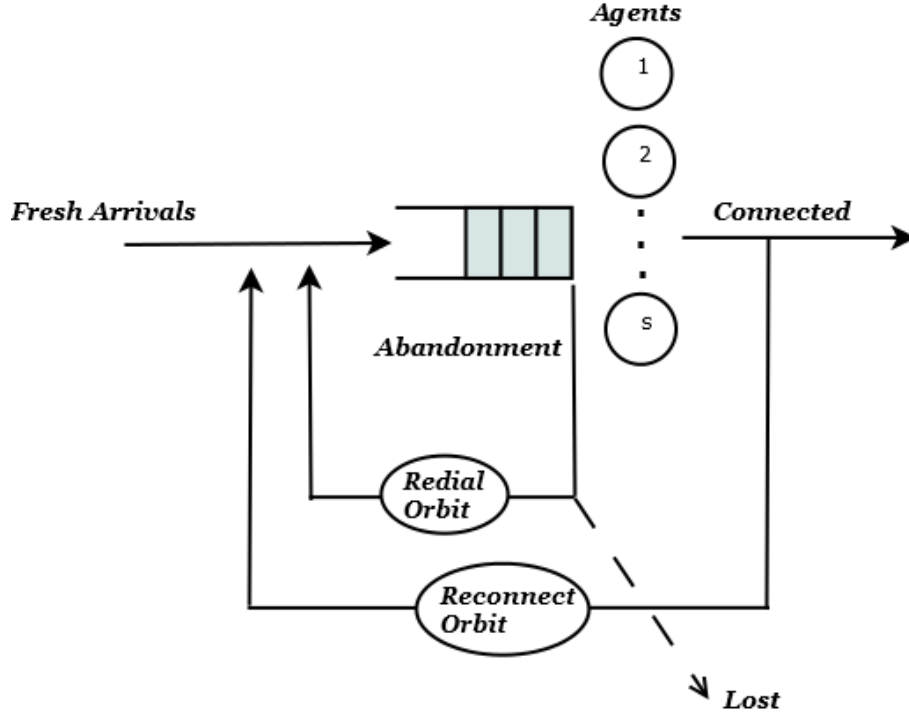 Agents
1
2
Fresh Arrivals
Connected
s
Abandonment
Redial
Orbit
Reconnect
Orbit
Lost